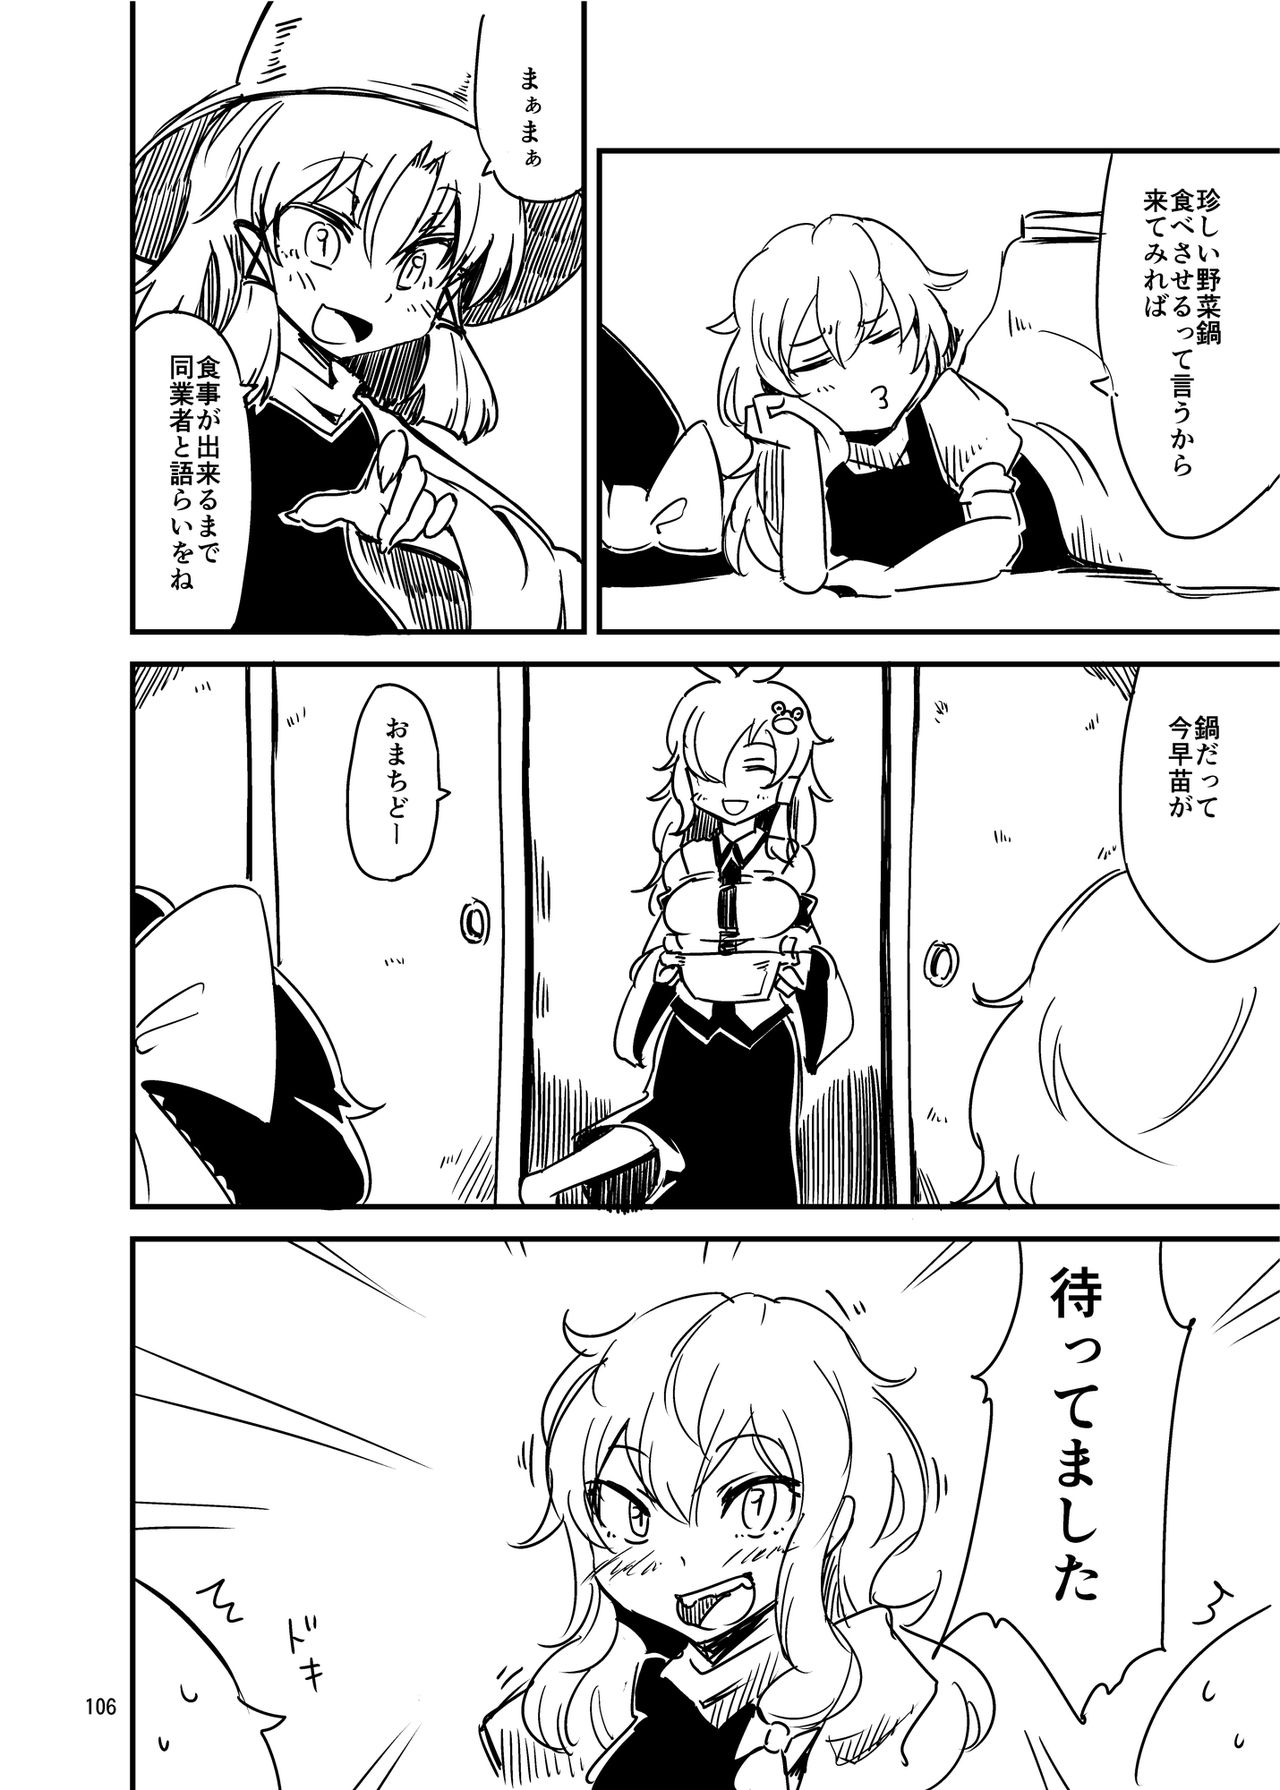 珍しい野菜鍋
食べさせるって言うから
来てみれば
まぁまぁ
食事が出来るまで
同業者と語らいをね
鍋だって
今早苗が
おまちどー
待ってました
ドキ
106